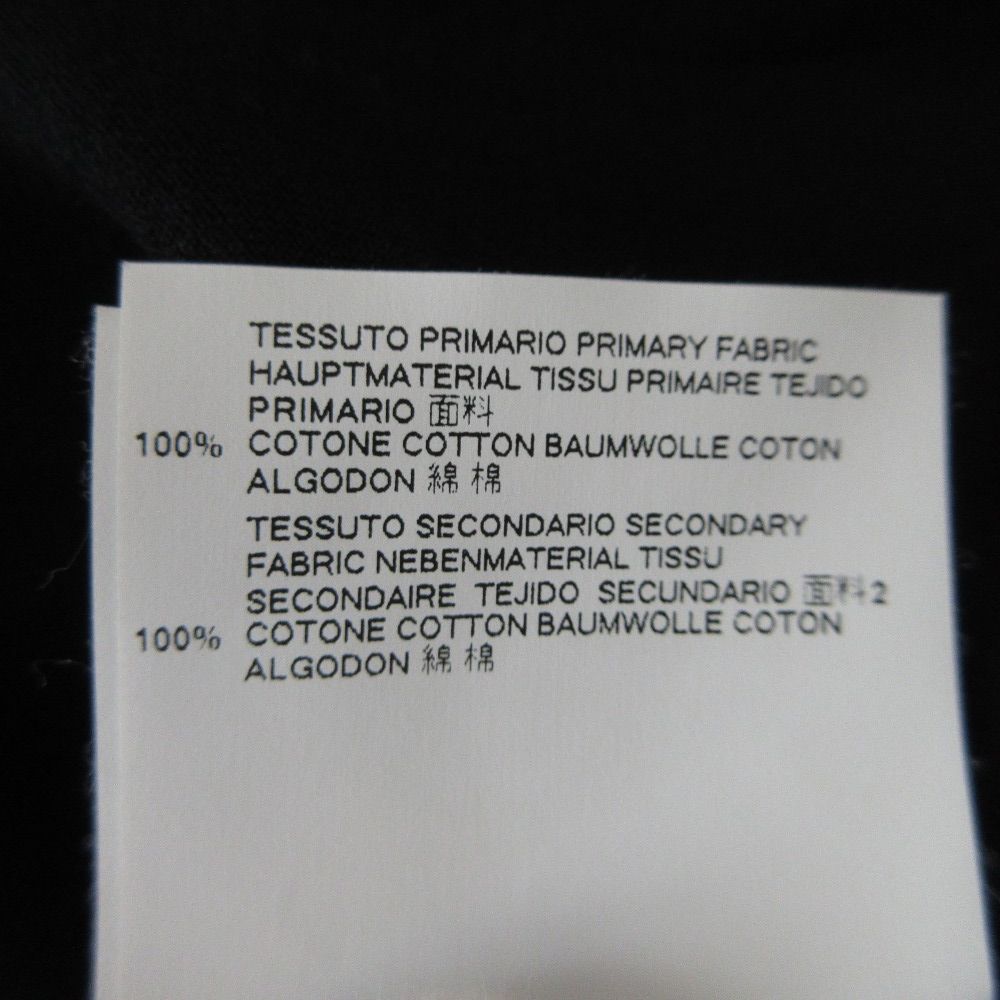 TESSUTO PRIMARIO PRIMARY FABRIC
HAUPTMATERIAL TISSU PRIMAIRE TEJIDO
PRIMARIO 面料
100% COTONE COTTON BAUMWOLLE COTON
ALGODON 綿 棉
TESSUTO SECONDARIO SECONDARY
FABRIC NEBENMATERIAL TISSU
SECONDAIRE TEJIDO SECUNDARIO 面料2
100% COTONE COTTON BAUMWOLLE COTON
ALGODON 綿 棉